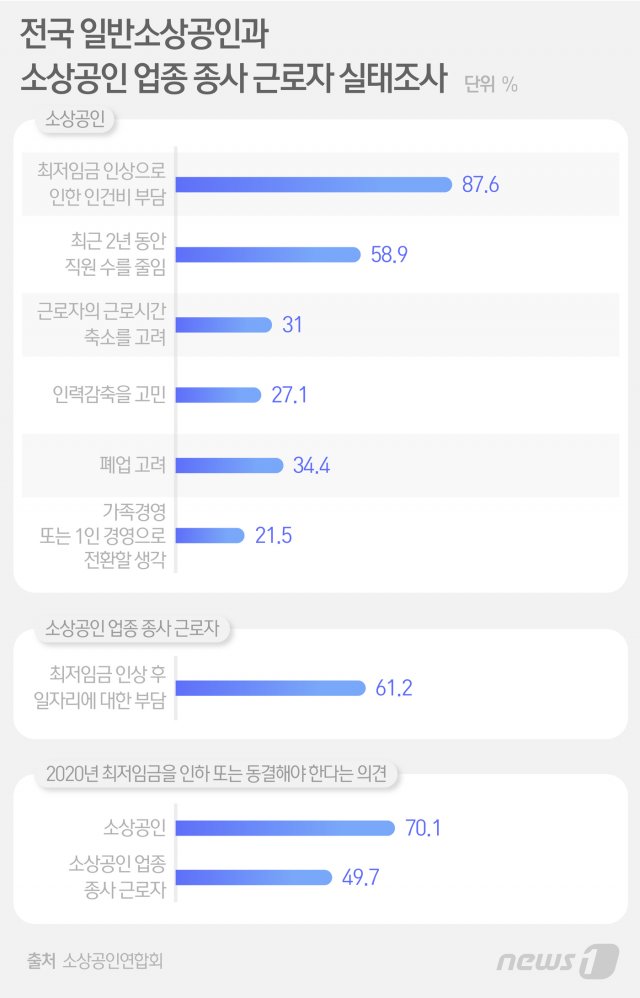 전국 일반소상공인과
소상공인 업종 종사 근로자 실태조사 단위 %
소상공인
최저임금 인상으로
인한 인건비 부담
87.6
최근 2년 동안
직원 수를 줄임
58.9
근로자의 근로시간
축소를 고려
31
인력감축을 고민
27.1
폐업 고려
34.4
가족경영
또는 1인 경영으로
전환할 생각
21.5
소상공인 업종 종사 근로자
최저임금 인상 후
일자리에 대한 부담
61.2
2020년 최저임금을 인하 또는 동결해야 한다는 의견
소상공인
70.1
소상공인 업종
종사 근로자
49.7
출처 소상공인연합회
news1